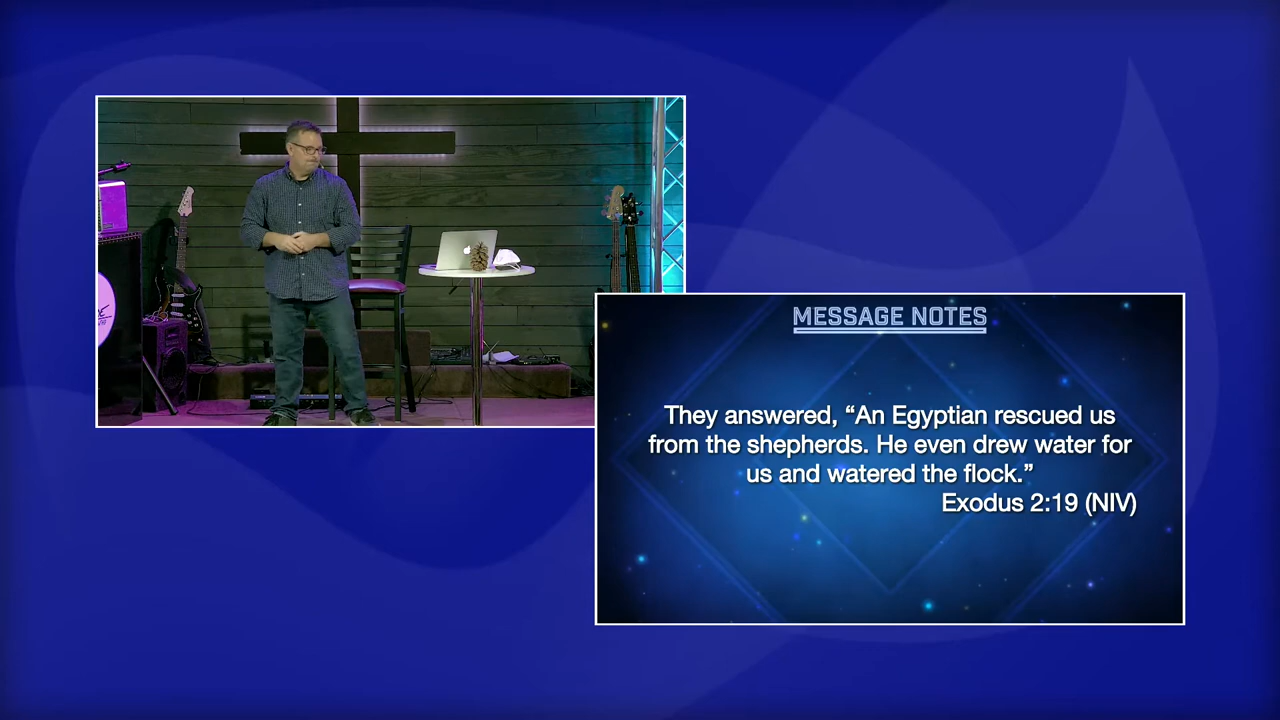 MESSAGE NOTES
They answered, “An Egyptian rescued us
from the shepherds. He even drew water for
us and watered the flock.”
Exodus 2:19 (NIV)